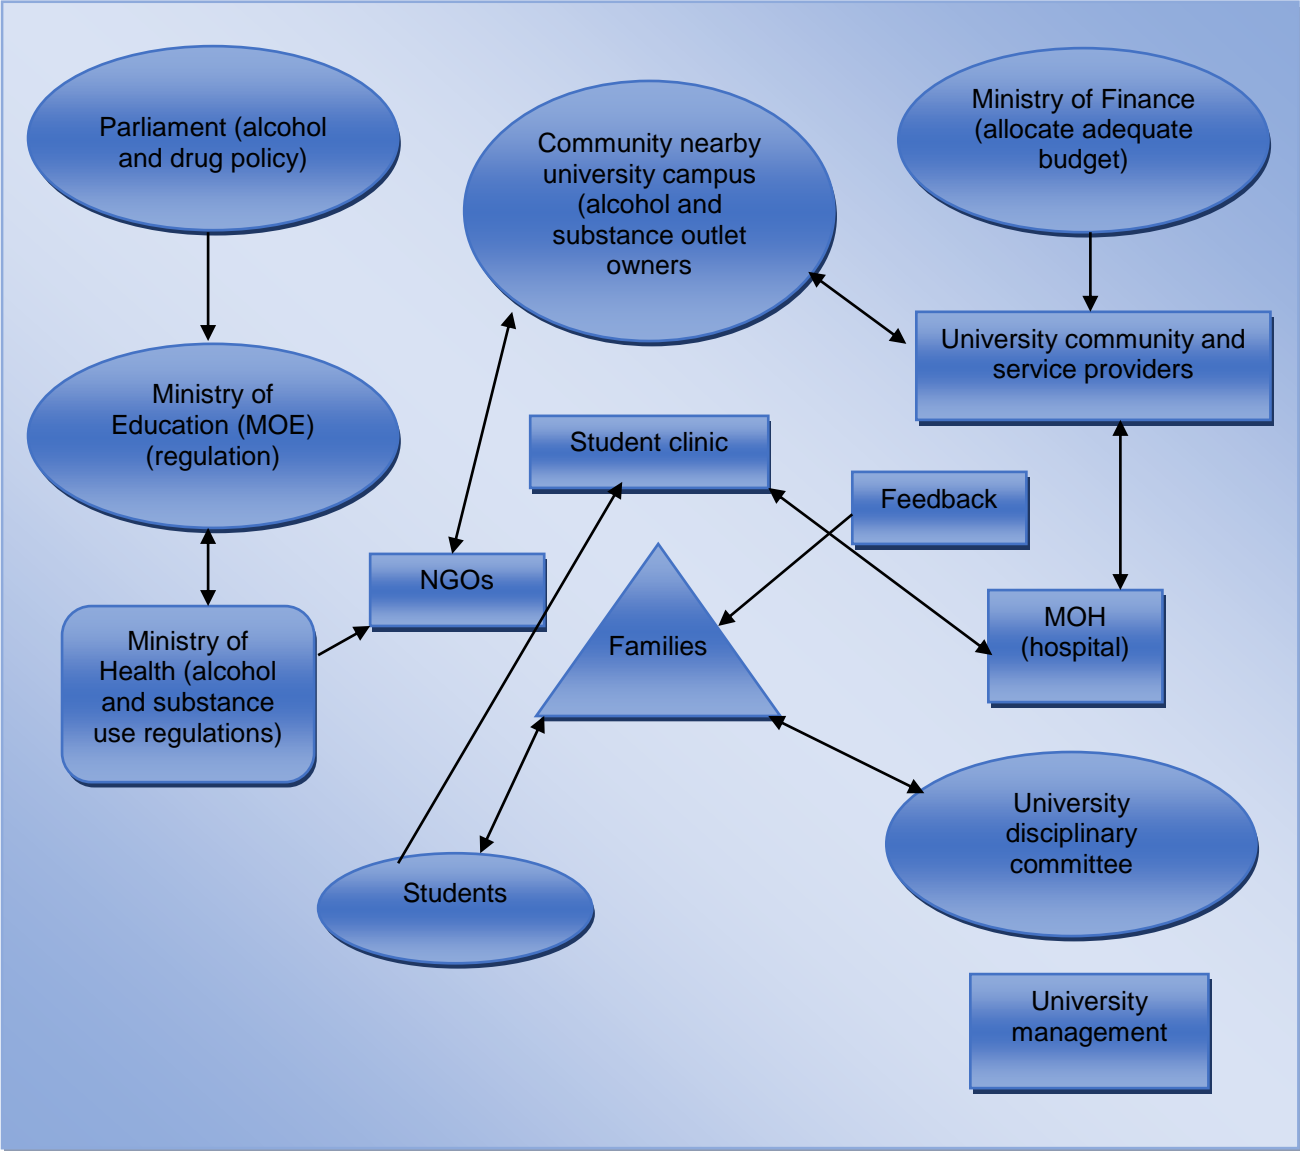 Parliament (alcohol
and drug policy)
Community nearby
university campus
(alcohol and
substance outlet
owners
Ministry of Finance
(allocate adequate
budget)
University community and
service providers
Ministry of
Education (MOE)
(regulation)
Student clinic
Feedback
NGOs
MOH
(hospital)
Ministry of
Health (alcohol
and substance
use regulations)
Families
University
disciplinary
committee
Students
University
management